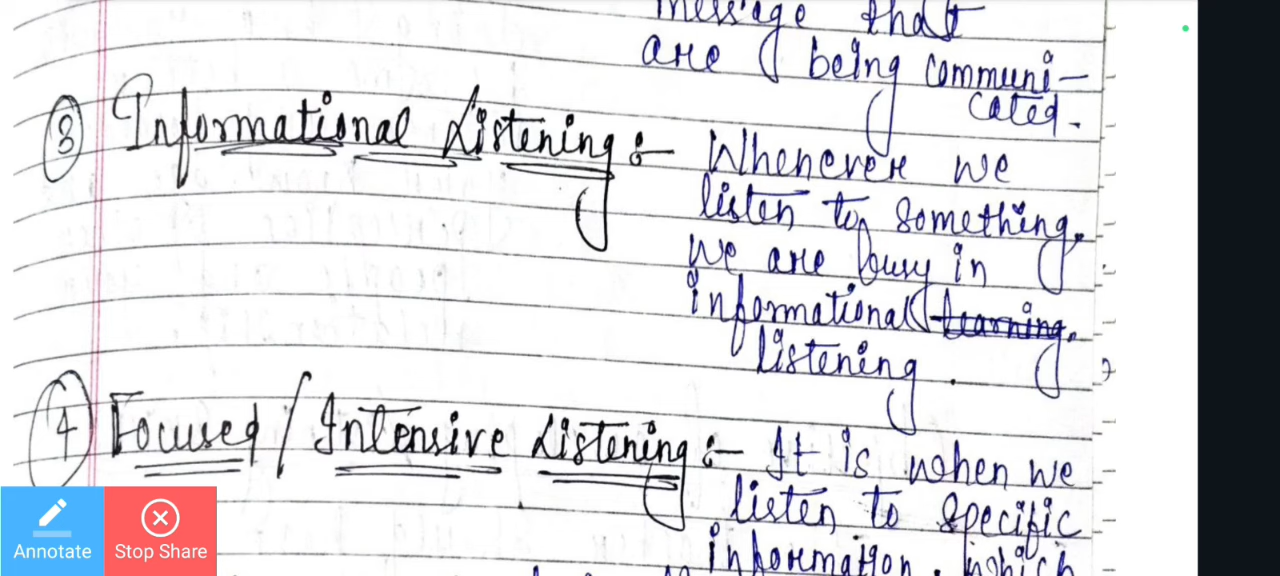 message that
are being communi-
cated.
③ Informational Listening :- Whenever we
listen to something,
we are busy in
informational learning.
listening.
④ Focused / Intensive Listening :- It is when we
listen to specific
information. which
Annotate Stop Share